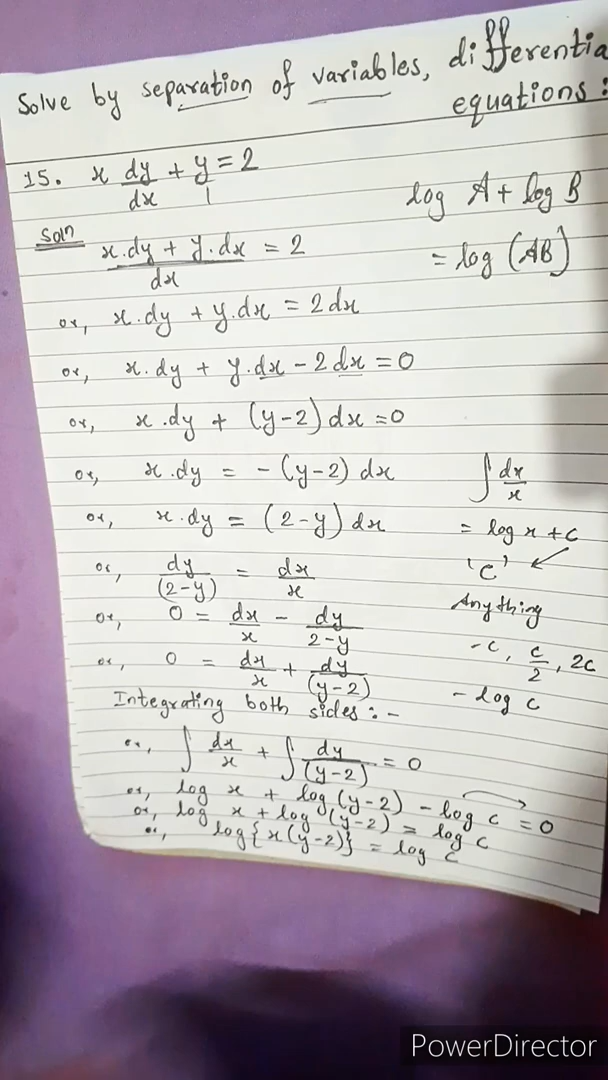 Solve by separation of variables, differentia
equations:
15. x dy/dx + y/1 = 2
log A + log B
= log (AB)
Soln x.dy + y.dx/dx = 2
or, x.dy + y.dx = 2dx
or, x.dy + y.dx - 2dx = 0
or, x.dy + (y-2)dx = 0
or, x.dy = -(y-2) dx
or, x.dy = (2-y) dx
or, dy/(2-y) = dx/x
or, 0 = dx/x - dy/2-y
or, 0 = dx/x + dy/(y-2)
∫dx/x
= log x + c
'c' ↙
Anything
-c, c/2, 2c
- log c
Integrating both sides:-
or, ∫dx/x + ∫dy/(y-2) = 0
or, log x + log (y-2) - log c = 0
or, log x + log (y-2) = log c
or, log{x(y-2)} = log c
PowerDirector